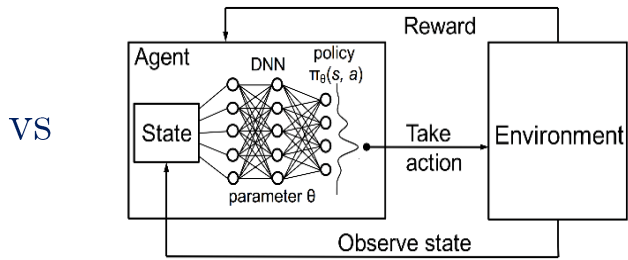 vs
Reward
Agent
DNN
policy
πθ(s, a)
State
parameter θ
Take
action
Environment
Observe state